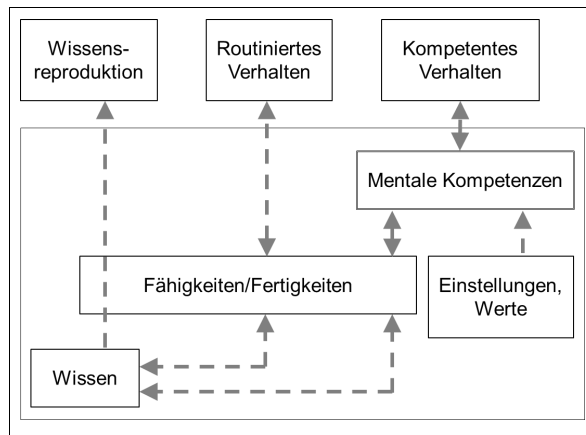 Wissens-
reproduktion
Routiniertes
Verhalten
Kompetentes
Verhalten
Mentale Kompetenzen
Fähigkeiten/Fertigkeiten
Einstellungen,
Werte
Wissen